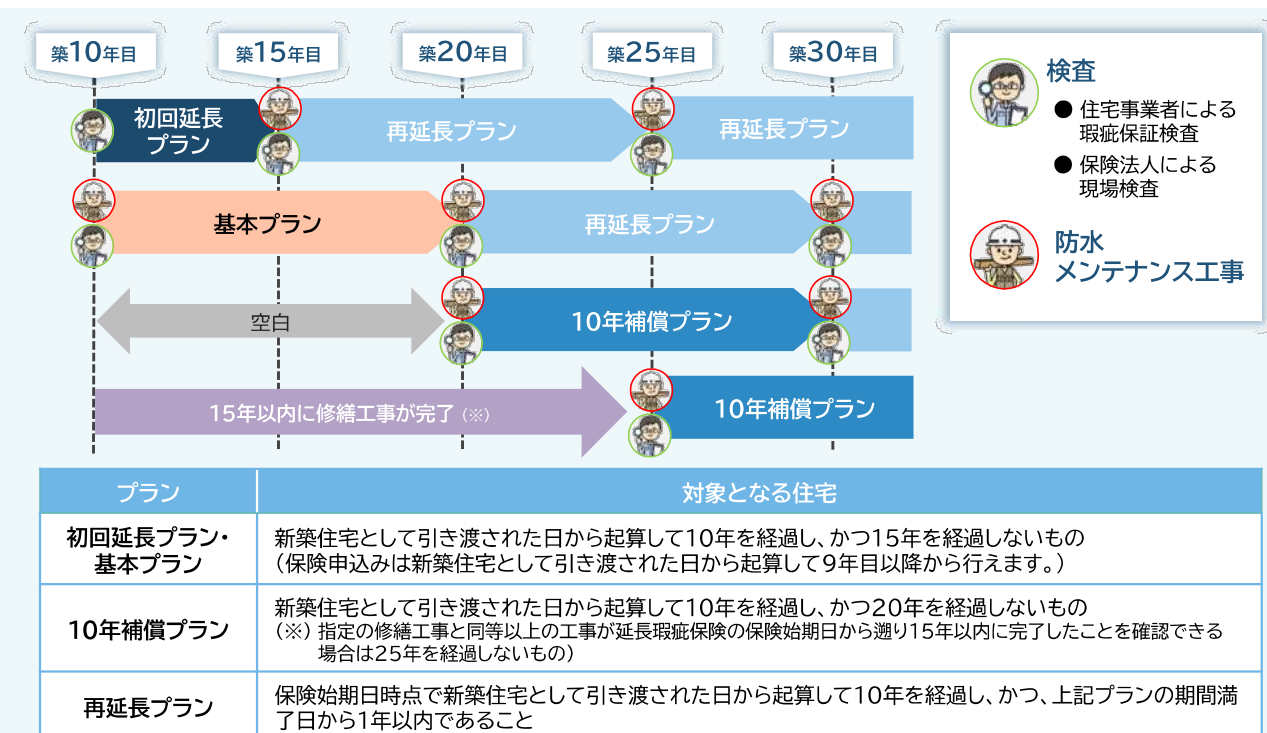 築10年目
築15年目
築20年目
築25年目
築30年目
初回延長
プラン
再延長プラン
再延長プラン
基本プラン
再延長プラン
空白
10年補償プラン
15年以内に修繕工事が完了（※）
10年補償プラン
検査
● 住宅事業者による
瑕疵保証検査
● 保険法人による
現場検査
防水
メンテナンス工事
プラン
対象となる住宅
初回延長プラン・
基本プラン
新築住宅として引き渡された日から起算して10年を経過し、かつ15年を経過しないもの
（保険申込みは新築住宅として引き渡された日から起算して9年目以降から行えます。）
10年補償プラン
新築住宅として引き渡された日から起算して10年を経過し、かつ20年を経過しないもの
（※）指定の修繕工事と同等以上の工事が延長瑕疵保険の保険始期日から遡り15年以内に完了したことを確認できる
場合は25年を経過しないもの）
再延長プラン
保険始期日時点で新築住宅として引き渡された日から起算して10年を経過し、かつ、上記プランの期間満
了日から1年以内であること